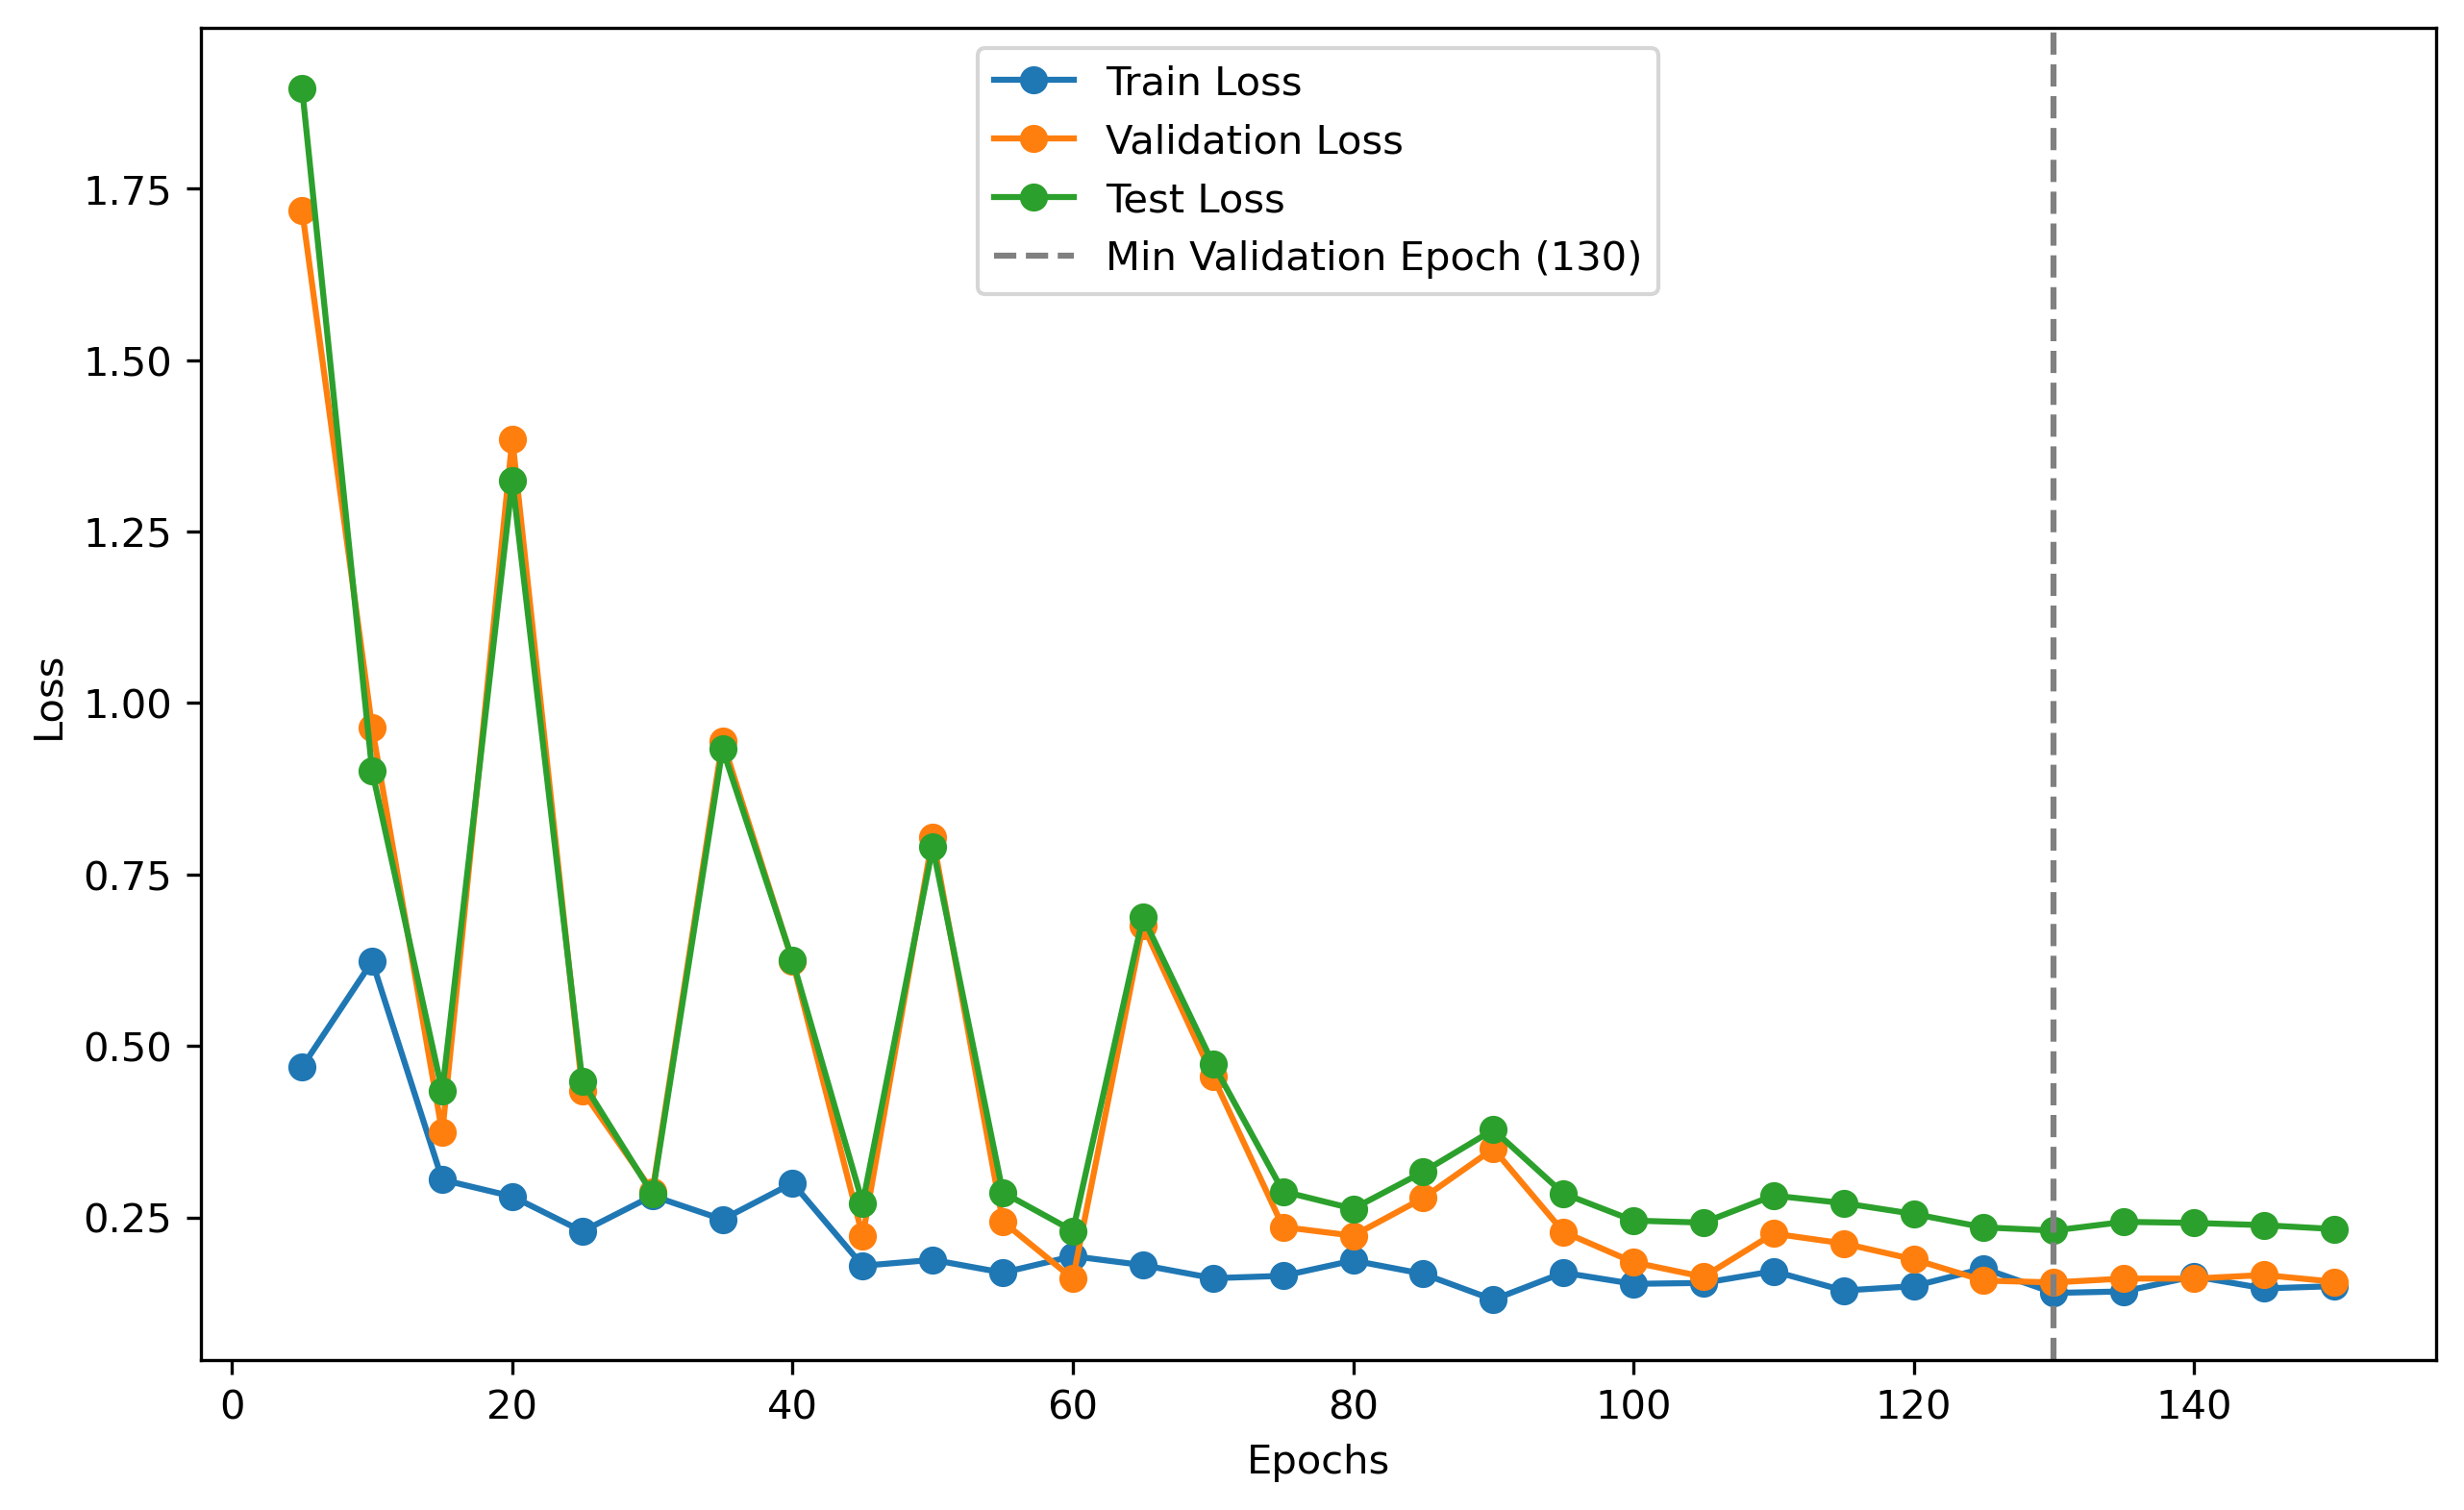 Train Loss
Validation Loss
Test Loss
Min Validation Epoch (130)
1.75
1.50
1.25
1.00
0.75
0.50
0.25
Loss
0 20 40 60 80 100 120 140
Epochs